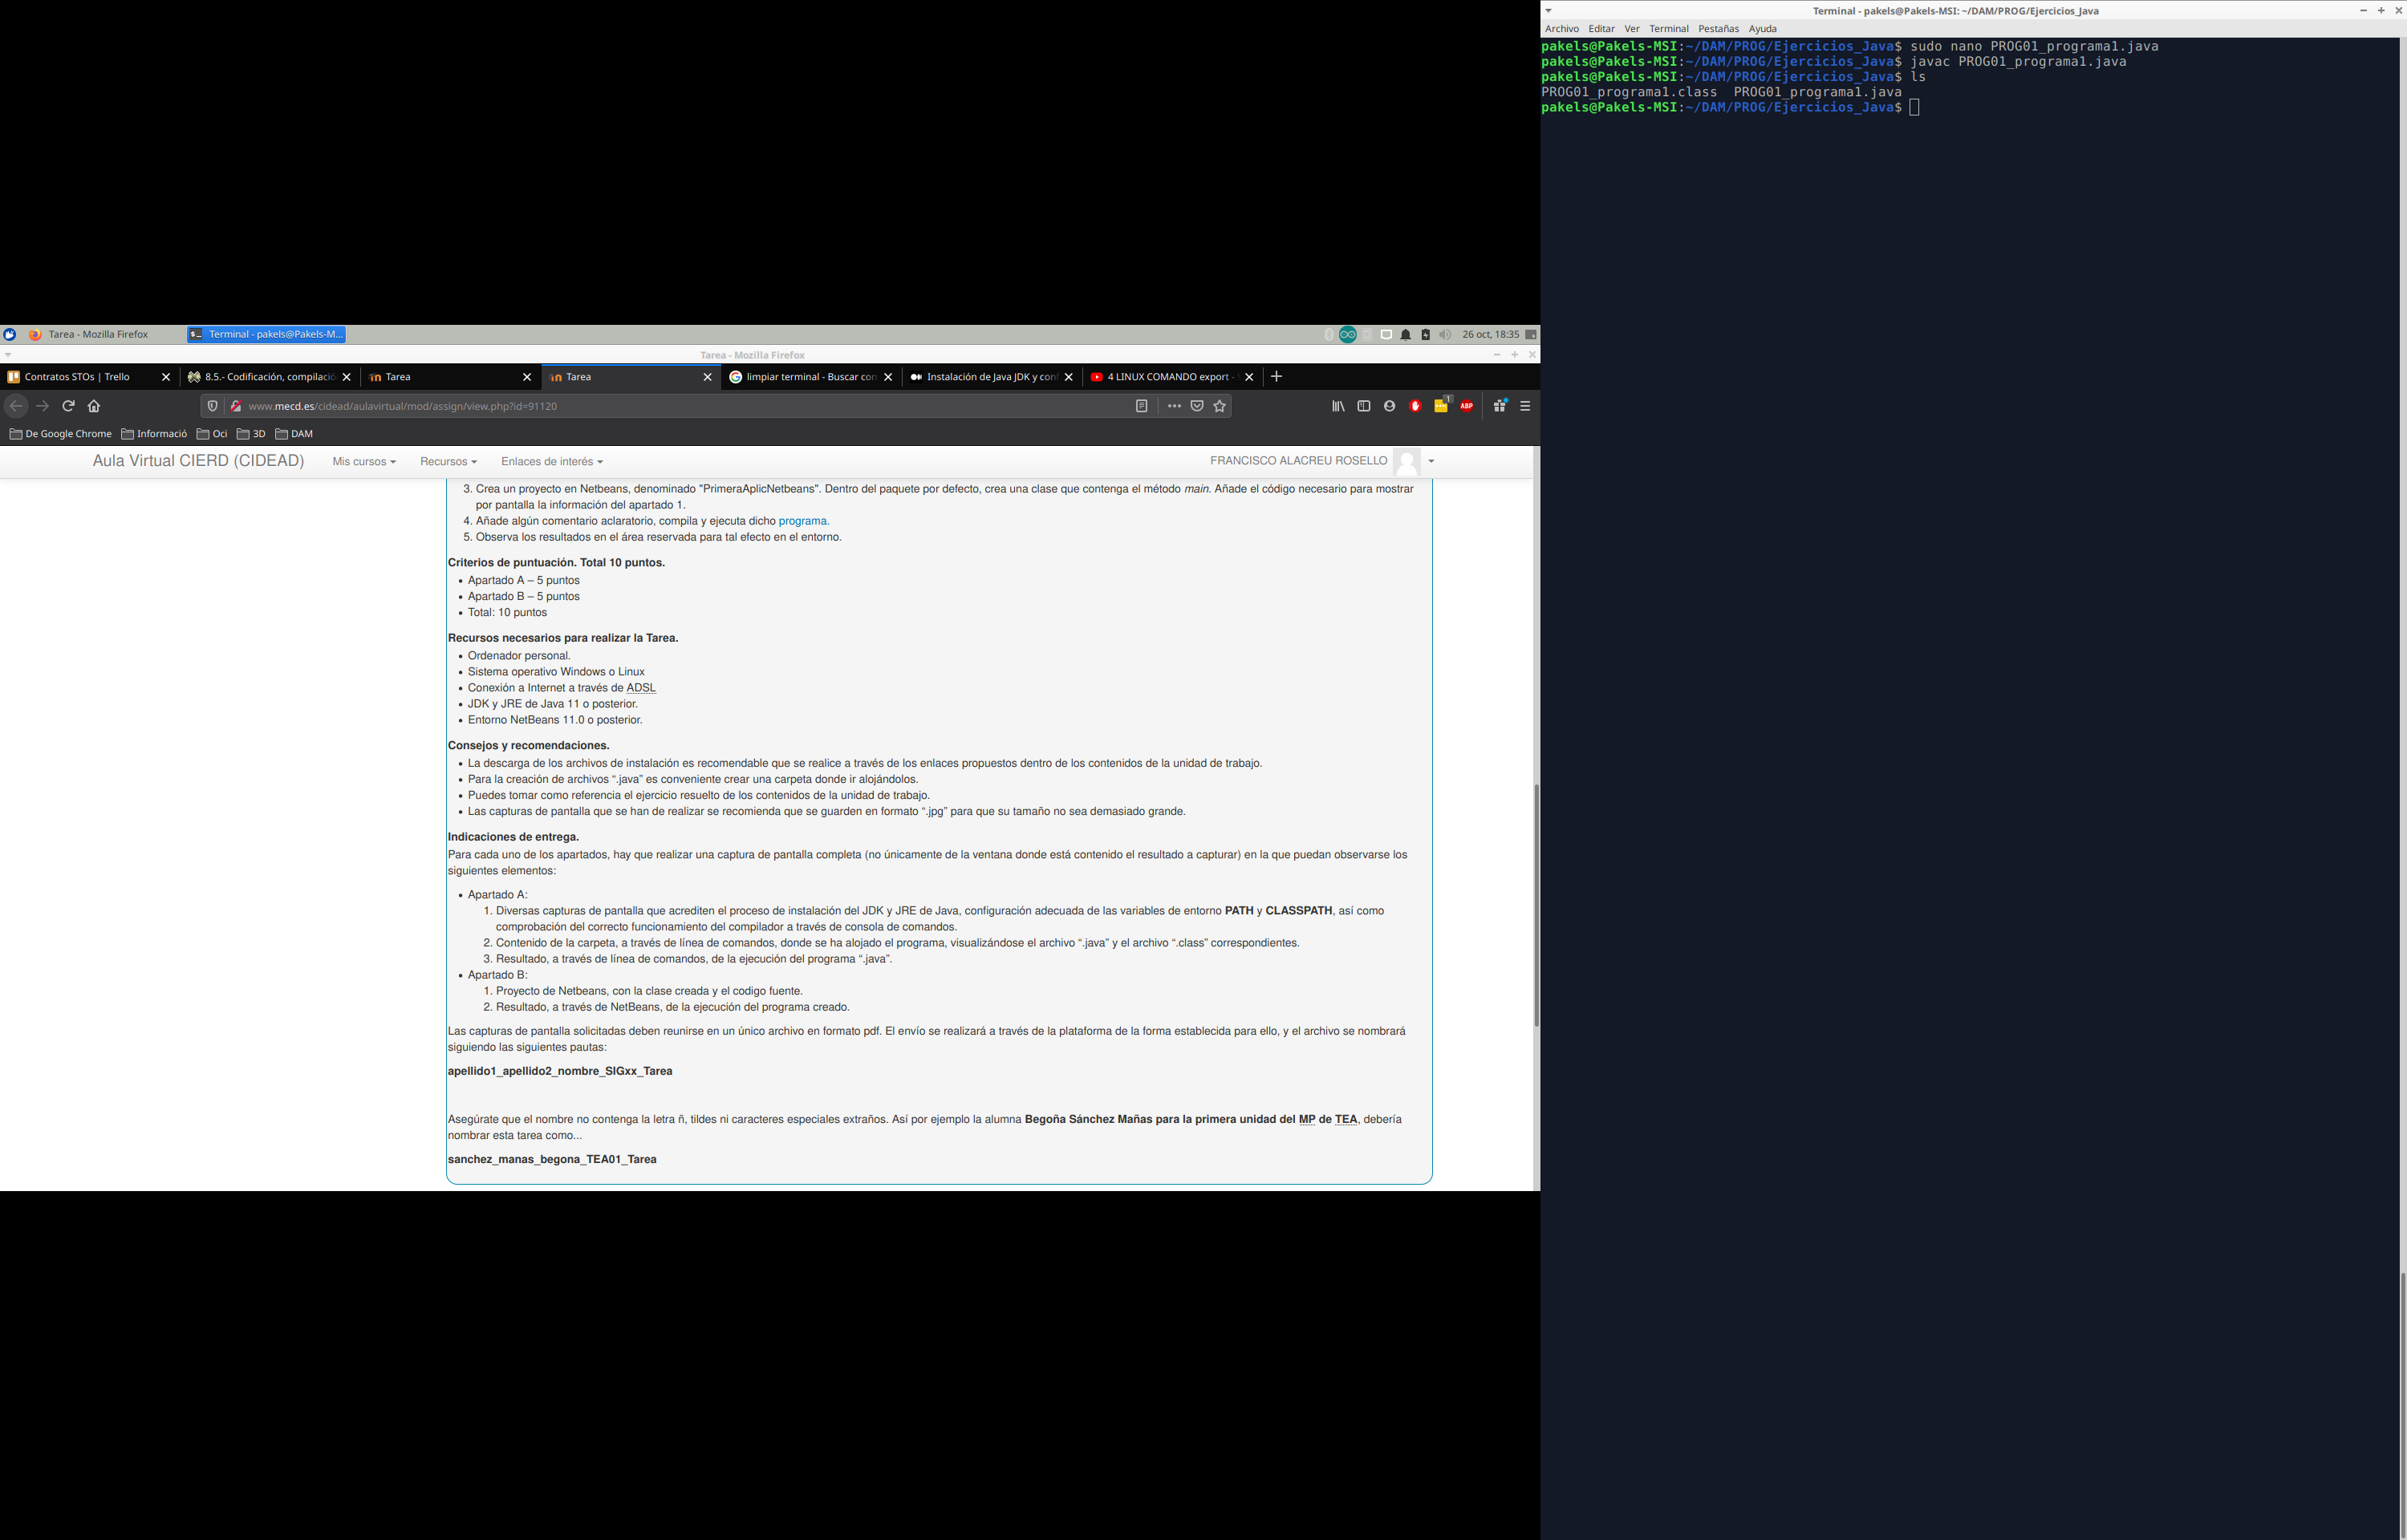 Terminal - pakels@Pakels-MSI: ~/DAM/PROG/Ejercicios_Java
Archivo Editar Ver Terminal Pestañas Ayuda
pakels@Pakels-MSI:~/DAM/PROG/Ejercicios_Java$ sudo nano PROG01_programa1.java
pakels@Pakels-MSI:~/DAM/PROG/Ejercicios_Java$ javac PROG01_programa1.java
pakels@Pakels-MSI:~/DAM/PROG/Ejercicios_Java$ ls
PROG01_programa1.class PROG01_programa1.java
pakels@Pakels-MSI:~/DAM/PROG/Ejercicios_Java$
Tarea - Mozilla Firefox Terminal - pakels@Pakels-M... 26 oct, 18:35
Tarea - Mozilla Firefox
Contratos STOs | Trello 8.5.- Codificación, compilació Tarea Tarea limpiar terminal - Buscar con Instalación de Java JDK y conf 4 LINUX COMANDO export -
www.mecd.es/cidead/aulavirtual/mod/assign/view.php?id=91120 1 ABP
De Google Chrome Informació Oci 3D DAM
Aula Virtual CIERD (CIDEAD) Mis cursos Recursos Enlaces de interés FRANCISCO ALACREU ROSELLO
3. Crea un proyecto en Netbeans, denominado "PrimeraAplicNetbeans". Dentro del paquete por defecto, crea una clase que contenga el método main. Añade el código necesario para mostrar
por pantalla la información del apartado 1.
4. Añade algún comentario aclaratorio, compila y ejecuta dicho programa.
5. Observa los resultados en el área reservada para tal efecto en el entorno.
Criterios de puntuación. Total 10 puntos.
• Apartado A – 5 puntos
• Apartado B – 5 puntos
• Total: 10 puntos
Recursos necesarios para realizar la Tarea.
• Ordenador personal.
• Sistema operativo Windows o Linux
• Conexión a Internet a través de ADSL
• JDK y JRE de Java 11 o posterior.
• Entorno NetBeans 11.0 o posterior.
Consejos y recomendaciones.
• La descarga de los archivos de instalación es recomendable que se realice a través de los enlaces propuestos dentro de los contenidos de la unidad de trabajo.
• Para la creación de archivos “.java” es conveniente crear una carpeta donde ir alojándolos.
• Puedes tomar como referencia el ejercicio resuelto de los contenidos de la unidad de trabajo.
• Las capturas de pantalla que se han de realizar se recomienda que se guarden en formato “.jpg” para que su tamaño no sea demasiado grande.
Indicaciones de entrega.
Para cada uno de los apartados, hay que realizar una captura de pantalla completa (no únicamente de la ventana donde está contenido el resultado a capturar) en la que puedan observarse los
siguientes elementos:
• Apartado A:
1. Diversas capturas de pantalla que acrediten el proceso de instalación del JDK y JRE de Java, configuración adecuada de las variables de entorno PATH y CLASSPATH, así como
comprobación del correcto funcionamiento del compilador a través de consola de comandos.
2. Contenido de la carpeta, a través de línea de comandos, donde se ha alojado el programa, visualizándose el archivo “.java” y el archivo “.class” correspondientes.
3. Resultado, a través de línea de comandos, de la ejecución del programa “.java”.
• Apartado B:
1. Proyecto de Netbeans, con la clase creada y el codigo fuente.
2. Resultado, a través de NetBeans, de la ejecución del programa creado.
Las capturas de pantalla solicitadas deben reunirse en un único archivo en formato pdf. El envío se realizará a través de la plataforma de la forma establecida para ello, y el archivo se nombrará
siguiendo las siguientes pautas:
apellido1_apellido2_nombre_SIGxx_Tarea
Asegúrate que el nombre no contenga la letra ñ, tildes ni caracteres especiales extraños. Así por ejemplo la alumna Begoña Sánchez Mañas para la primera unidad del MP de TEA, debería
nombrar esta tarea como...
sanchez_manas_begona_TEA01_Tarea